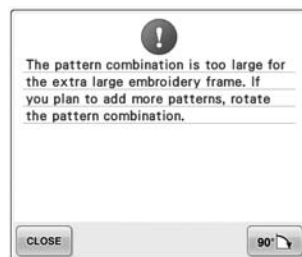 The pattern combination is too large for
the extra large embroidery frame. If
you plan to add more patterns, rotate
the pattern combination.
CLOSE
90°